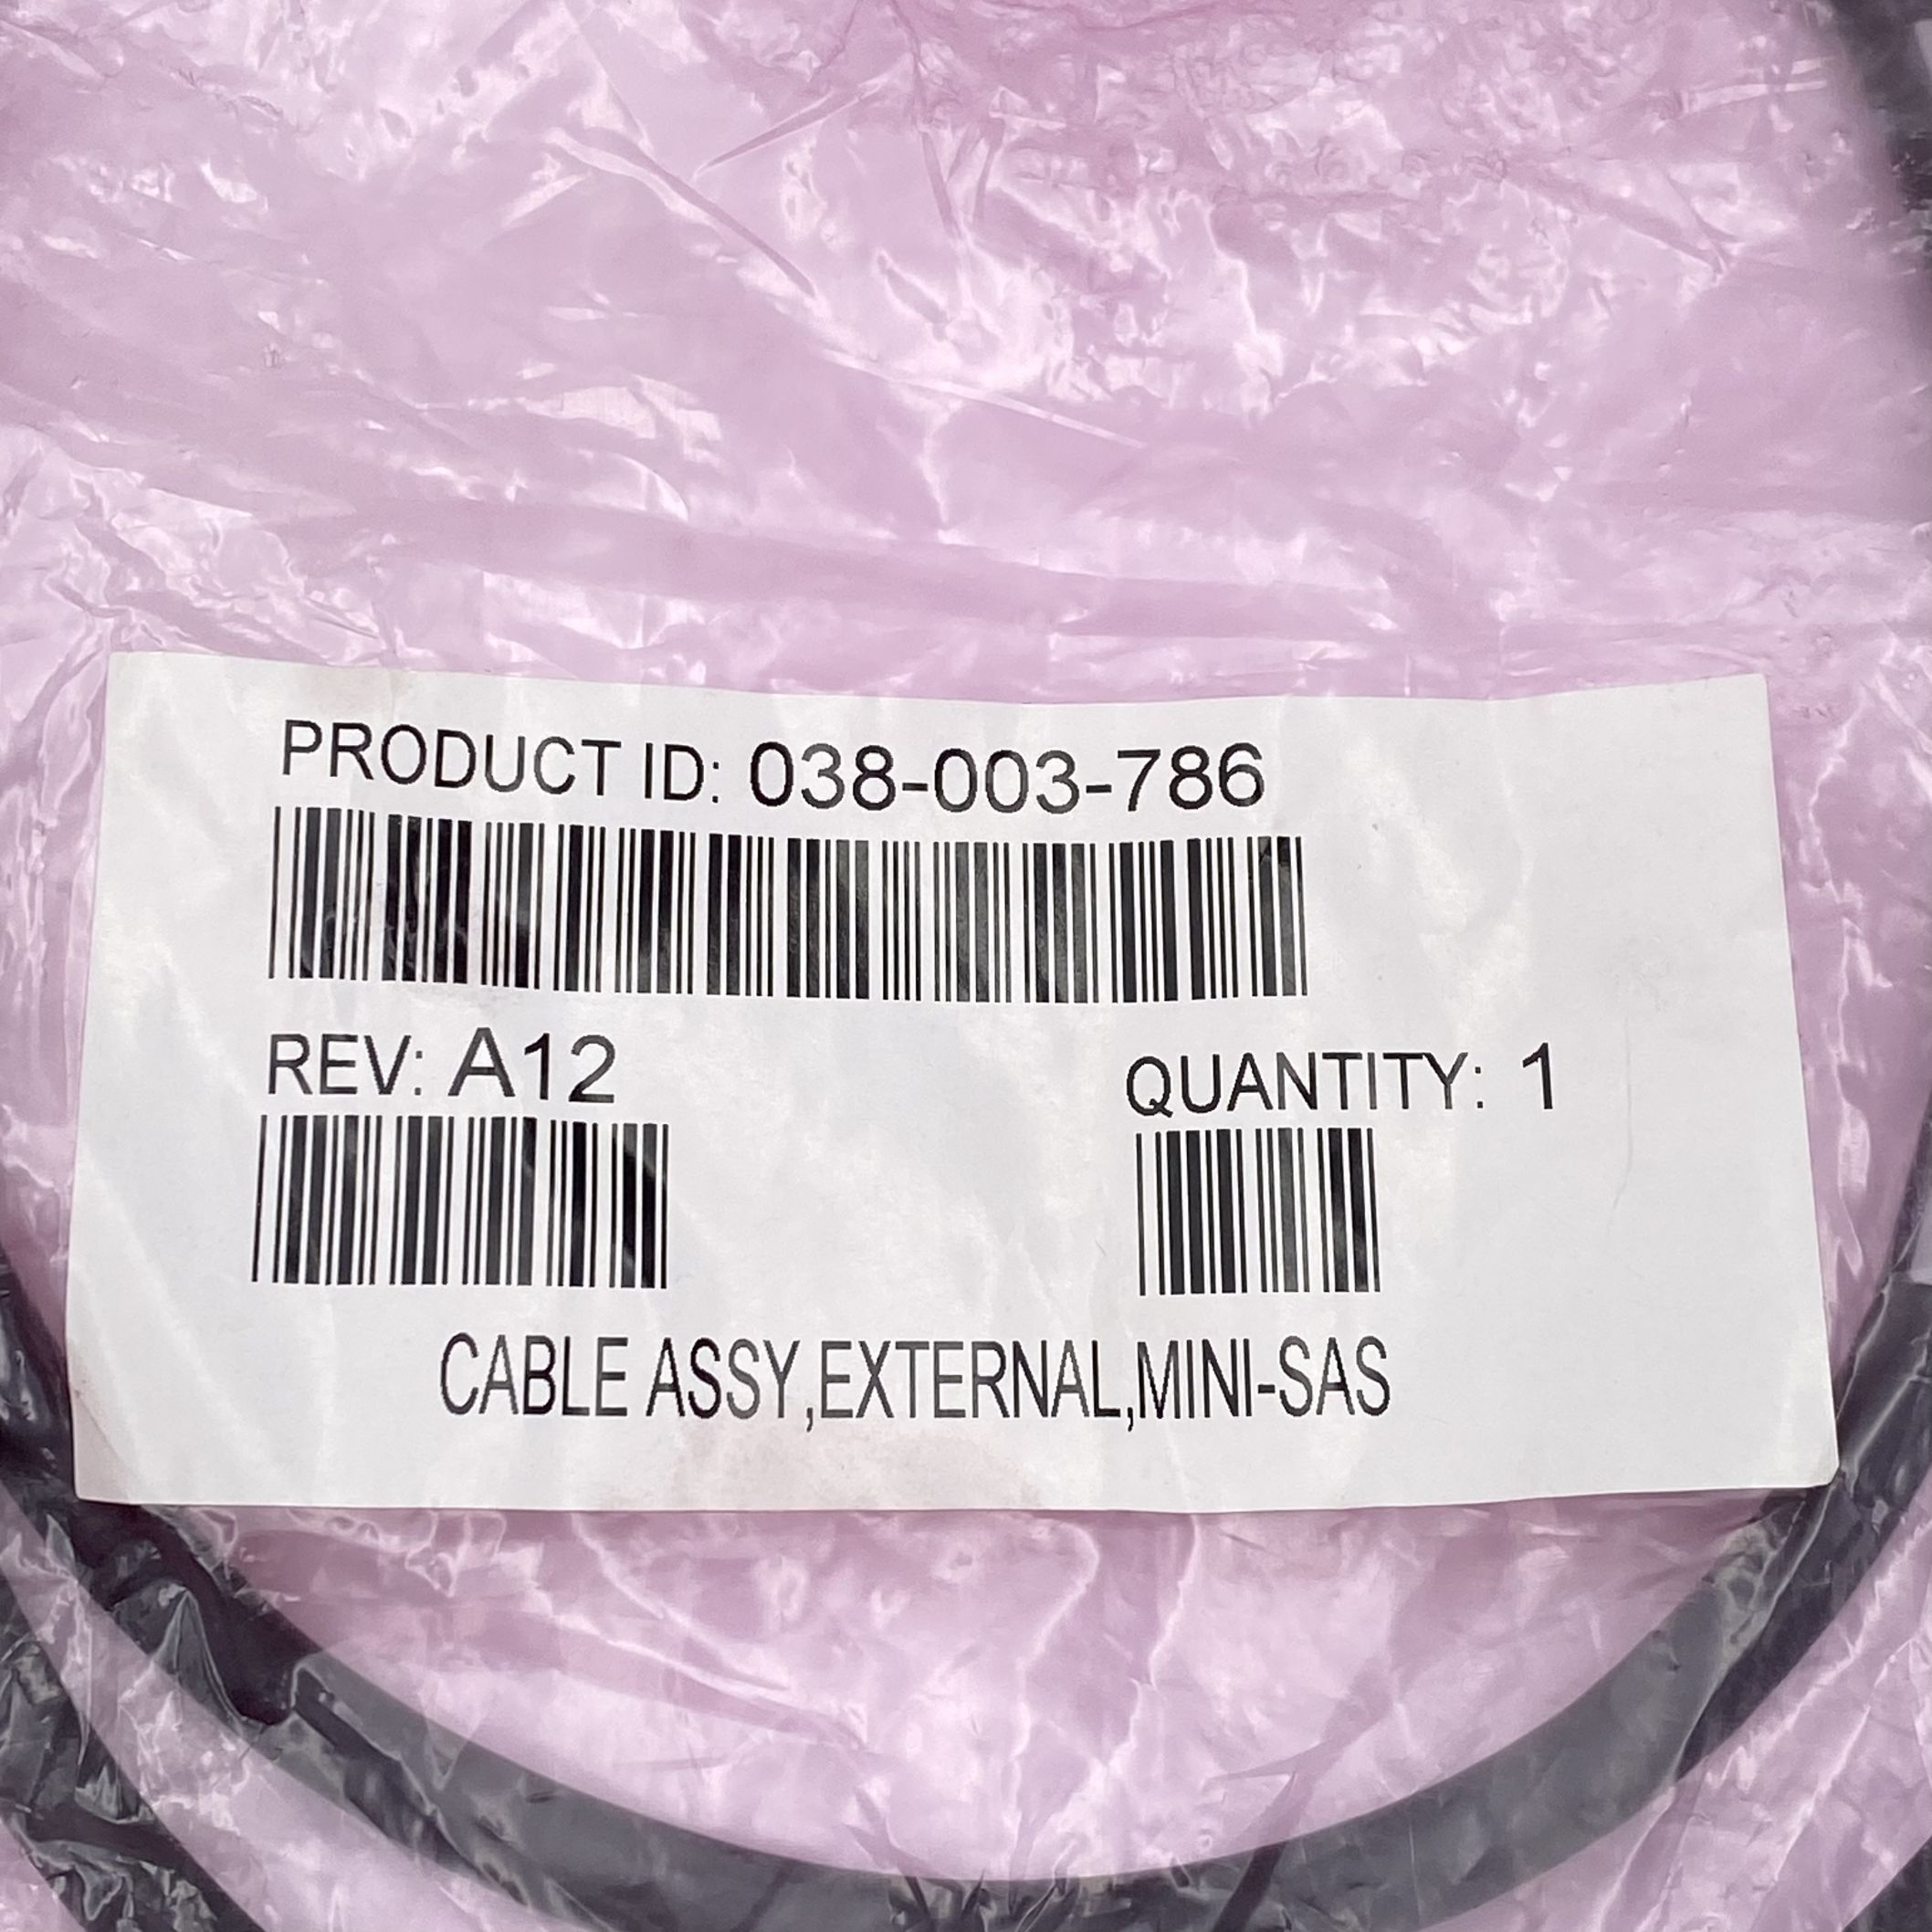 PRODUCT ID: 038-003-786
REV: A12
QUANTITY: 1
CABLE ASSY,EXTERNAL,MINI-SAS